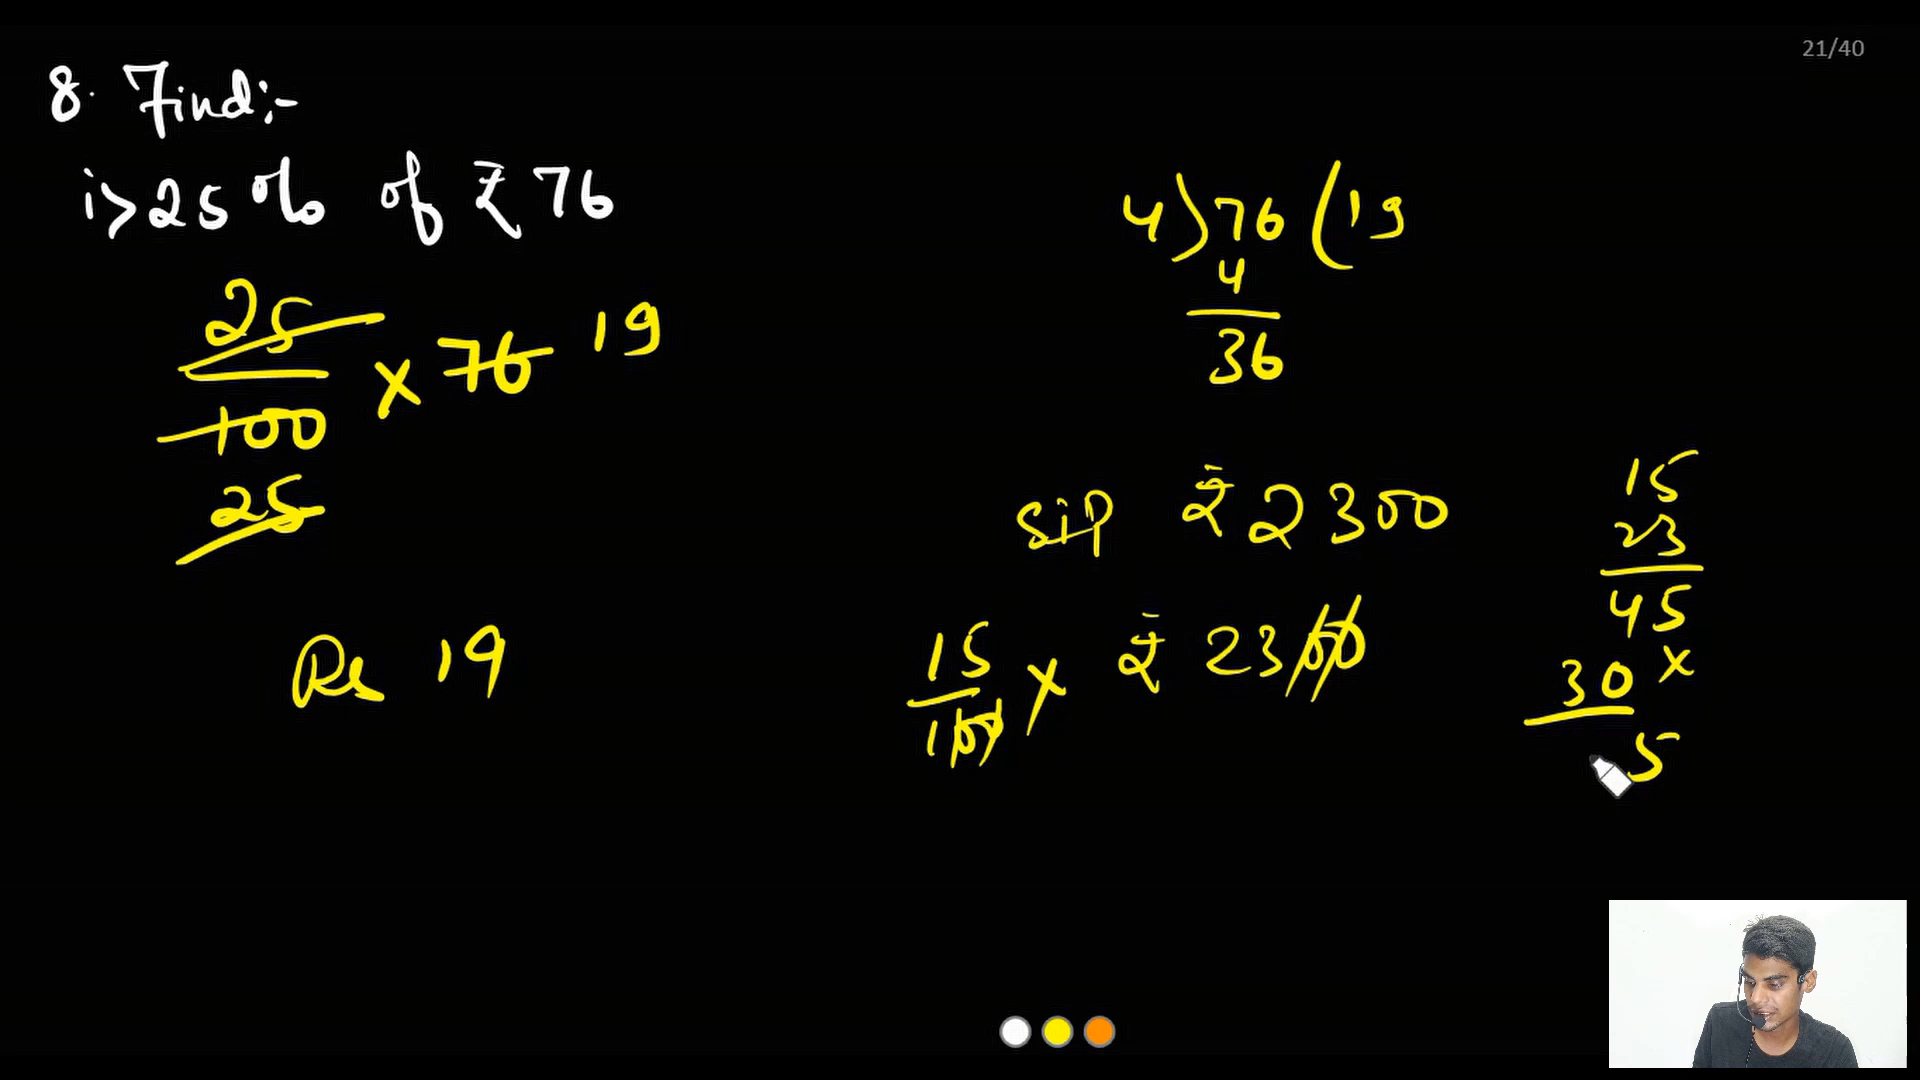 21/40
8. Find:-
i> 25 % of ₹ 76
25
100
25
× 76 19
Rs 19
4)76(19
4
36
SIP ₹ 2300
15
100
× ₹ 2300
15
23
45
30 ×
5